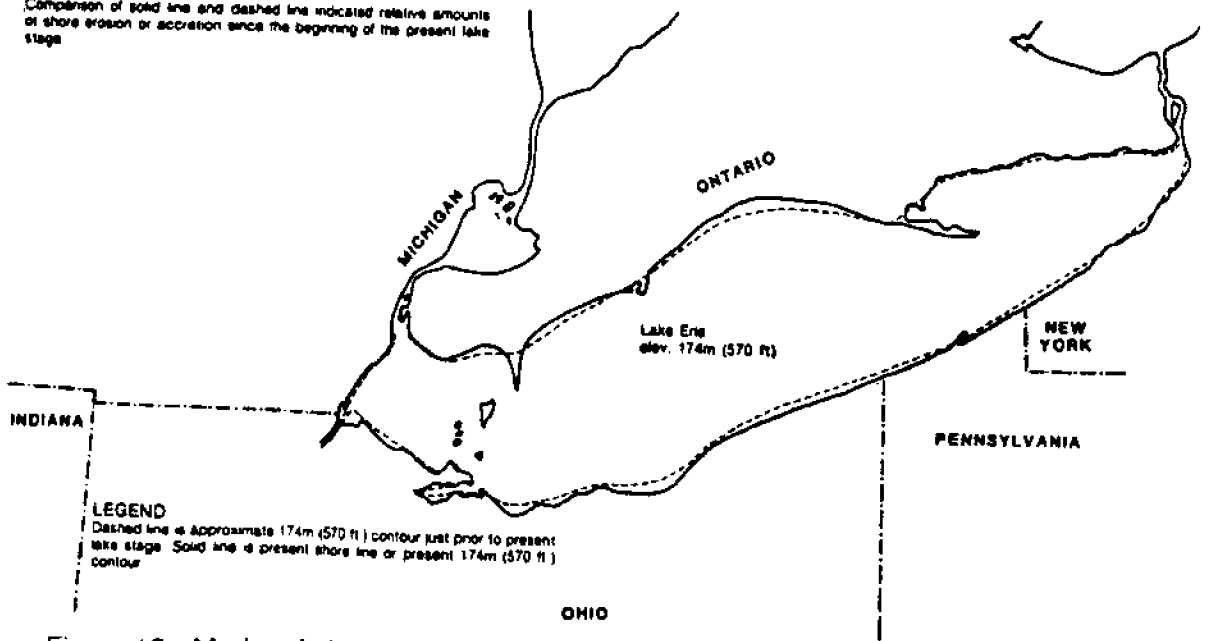 Comparison of solid line and dashed line indicated relative amounts
of shore erosion or accretion since the beginning of the present lake
stage
MICHIGAN
ONTARIO
Lake Erie
elev. 174m (570 ft)
NEW
YORK
INDIANA
PENNSYLVANIA
LEGEND
Dashed line is approximate 174m (570 ft) contour just prior to present
lake stage. Solid line is present shore line or present 174m (570 ft)
contour
OHIO